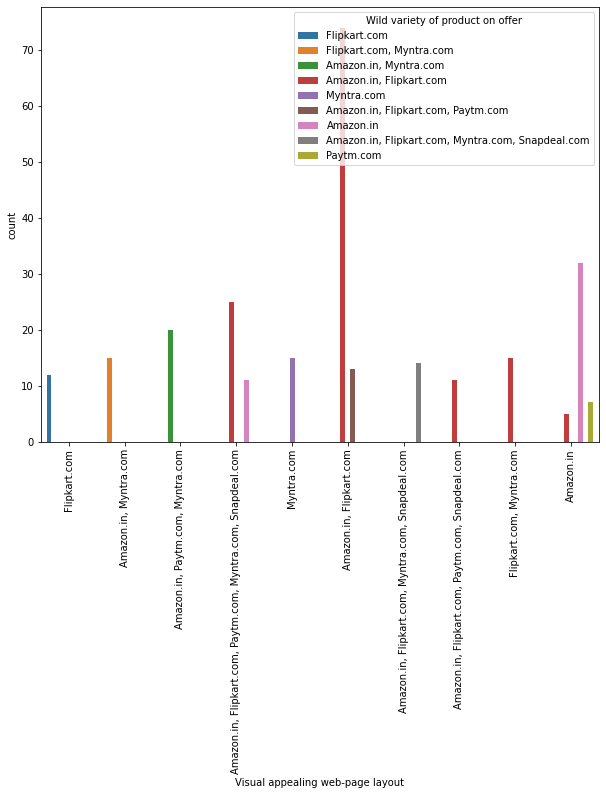 Wild variety of product on offer
Flipkart.com
Flipkart.com, Myntra.com
Amazon.in, Myntra.com
Amazon.in, Flipkart.com
Myntra.com
Amazon.in, Flipkart.com, Paytm.com
Amazon.in
Amazon.in, Flipkart.com, Myntra.com, Snapdeal.com
Paytm.com
70
60
50
40
30
20
10
0
count
Flipkart.com
Amazon.in, Myntra.com
Amazon.in, Paytm.com, Myntra.com
Amazon.in, Flipkart.com, Paytm.com, Myntra.com, Snapdeal.com
Myntra.com
Amazon.in, Flipkart.com
Amazon.in, Flipkart.com, Myntra.com, Snapdeal.com
Amazon.in, Flipkart.com, Paytm.com, Snapdeal.com
Flipkart.com, Myntra.com
Amazon.in
Visual appealing web-page layout